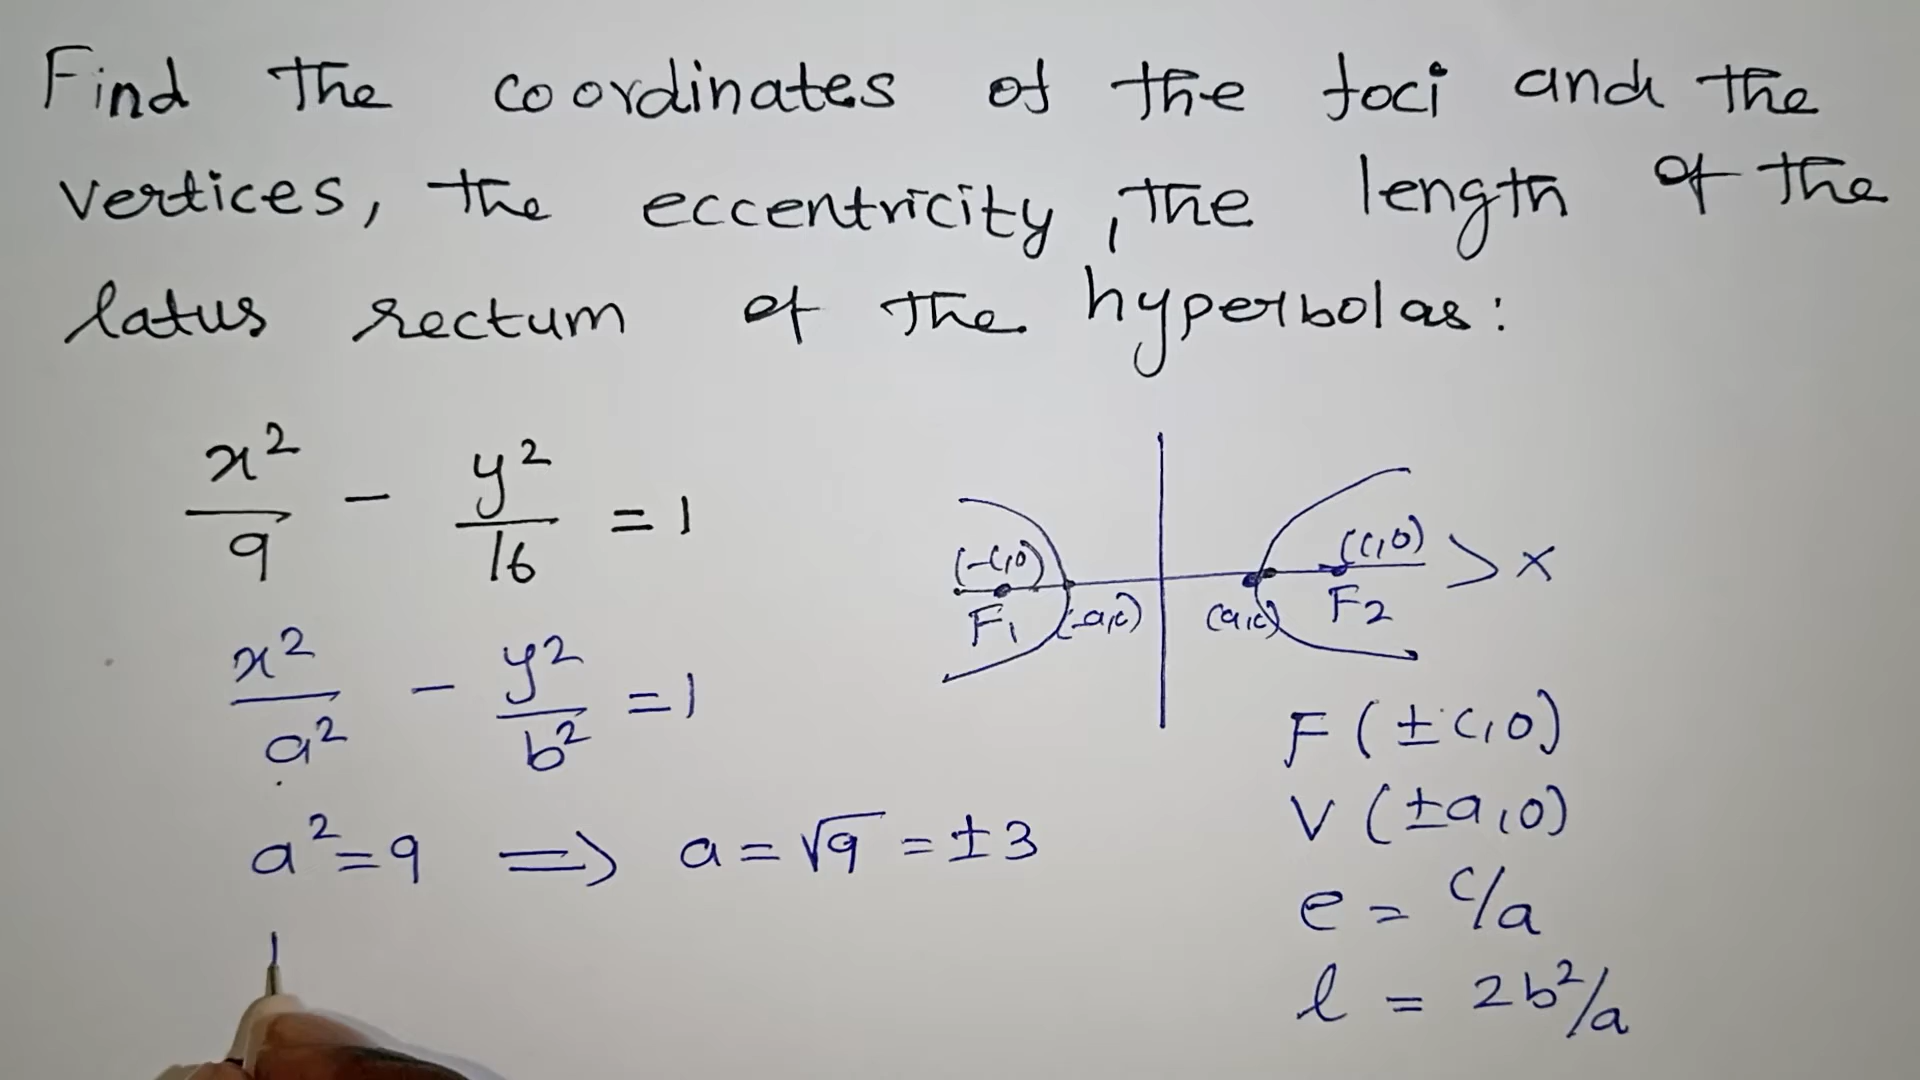 Find the coordinates of the foci and the
vertices, the eccentricity, the length of the
latus rectum of the hyperbolas:
x²/9 - y²/16 = 1
(-c,0) (c,0) > X
F₁ (-a,0) (a,0) F₂
x²/a² - y²/b² = 1
F (±c,0)
V (±a,0)
a² = 9 => a = √9 = ±3
e = c/a
l = 2b²/a